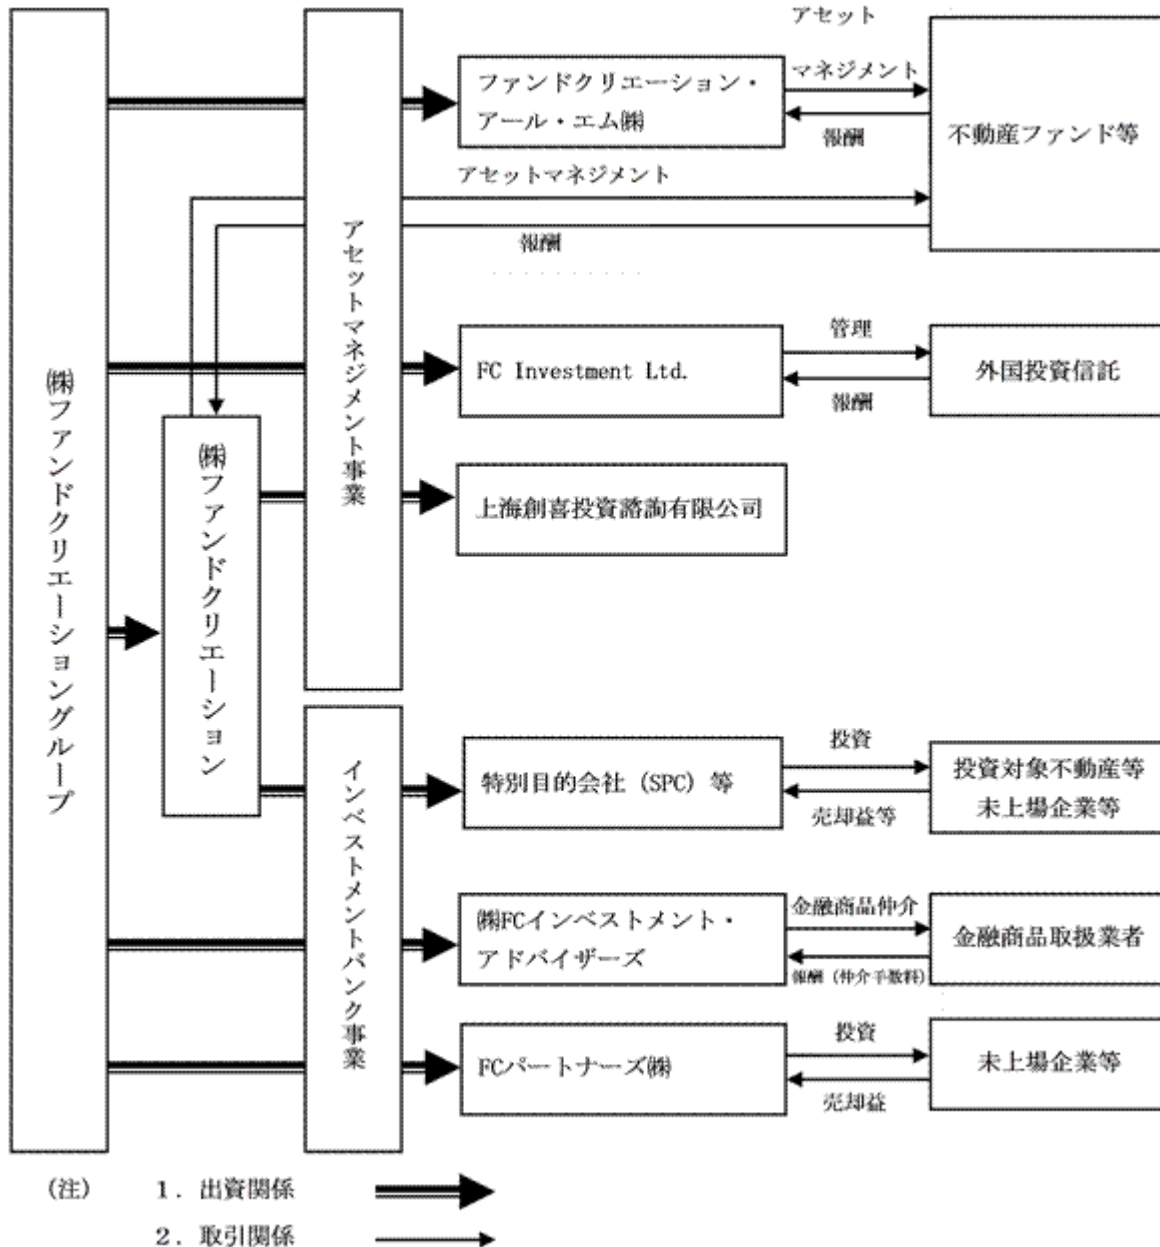 ㈱ファンドクリエーショングループ
㈱ファンドクリエーション
アセットマネジメント事業
インベストメントバンク事業
ファンドクリエーション・
アール・エム㈱
アセット
マネジメント
報酬
不動産ファンド等
アセットマネジメント
報酬
FC Investment Ltd.
管理
報酬
外国投資信託
上海創喜投資諮詢有限公司
特別目的会社（SPC）等
投資
売却益等
投資対象不動産等
未上場企業等
㈱FCインベストメント・
アドバイザーズ
金融商品仲介
報酬（仲介手数料）
金融商品取扱業者
FCパートナーズ㈱
投資
売却益
未上場企業等
（注） １．出資関係
２．取引関係